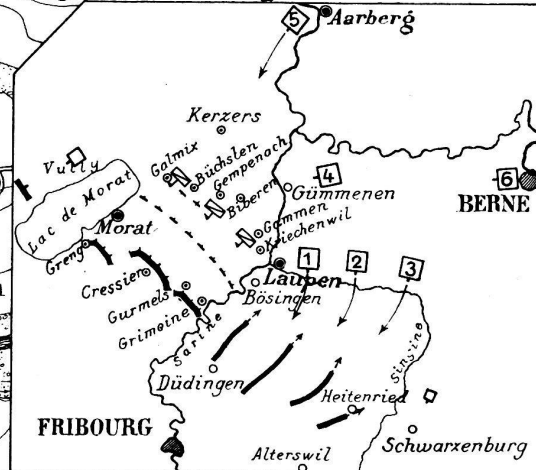 5
Aarberg
Kerzers
Vully
Galmix
Büchslen
Gempenach
Biberen
4
Gümmenen
6
BERNE
Lac de Morat
Morat
Gammen
Kriechenwil
Greng
Laupen
1
2
3
Cressier
Bösingen
Gurmels
Grimoine
Sarine
Singine
Düdingen
Heitenried
FRIBOURG
Schwarzenburg
Alterswil